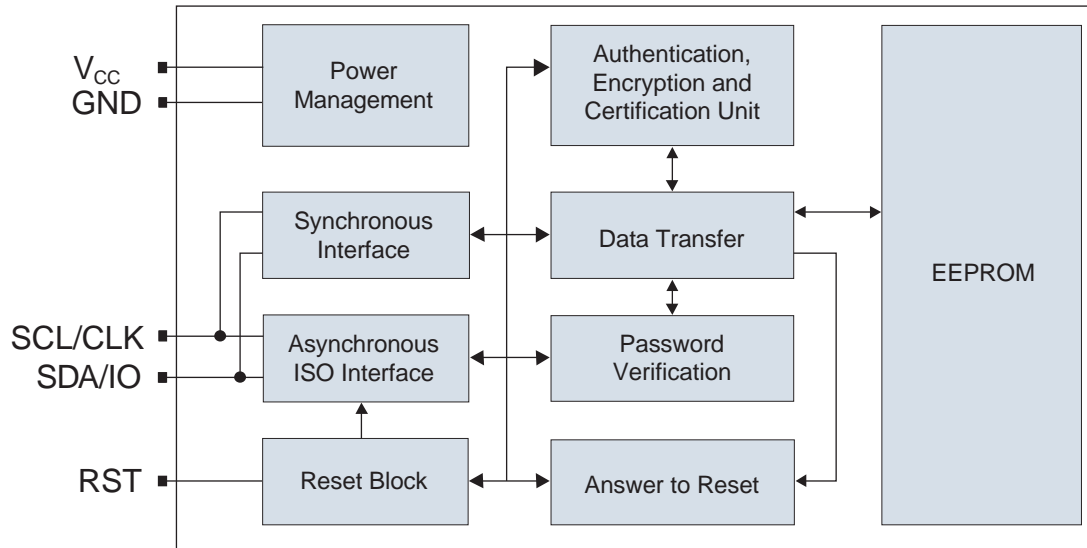 V_CC
GND
SCL/CLK
SDA/IO
RST
Power
Management
Synchronous
Interface
Asynchronous
ISO Interface
Reset Block
Authentication,
Encryption and
Certification Unit
Data Transfer
Password
Verification
Answer to Reset
EEPROM